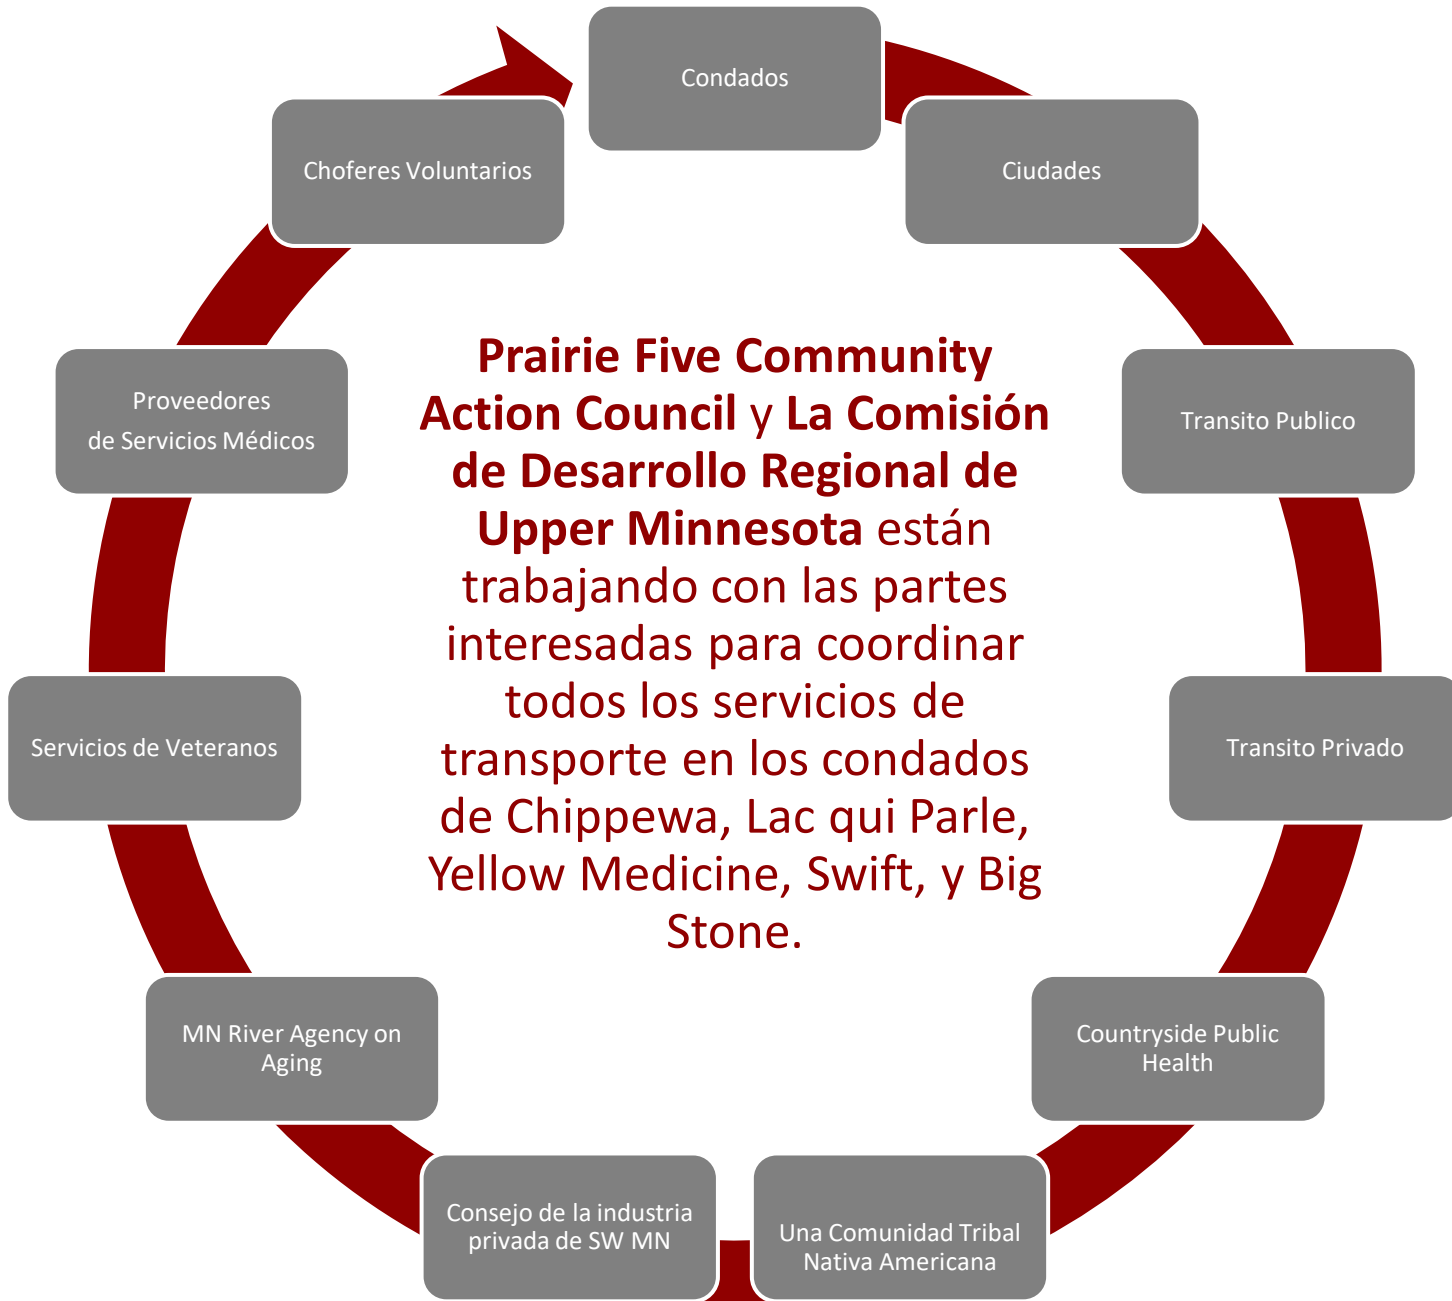 Condados
Ciudades
Transito Publico
Transito Privado
Countryside Public
Health
Una Comunidad Tribal
Nativa Americana
Consejo de la industria
privada de SW MN
MN River Agency on
Aging
Servicios de Veteranos
Proveedores
de Servicios Médicos
Choferes Voluntarios
Prairie Five Community
Action Council y La Comisión
de Desarrollo Regional de
Upper Minnesota están
trabajando con las partes
interesadas para coordinar
todos los servicios de
transporte en los condados
de Chippewa, Lac qui Parle,
Yellow Medicine, Swift, y Big
Stone.